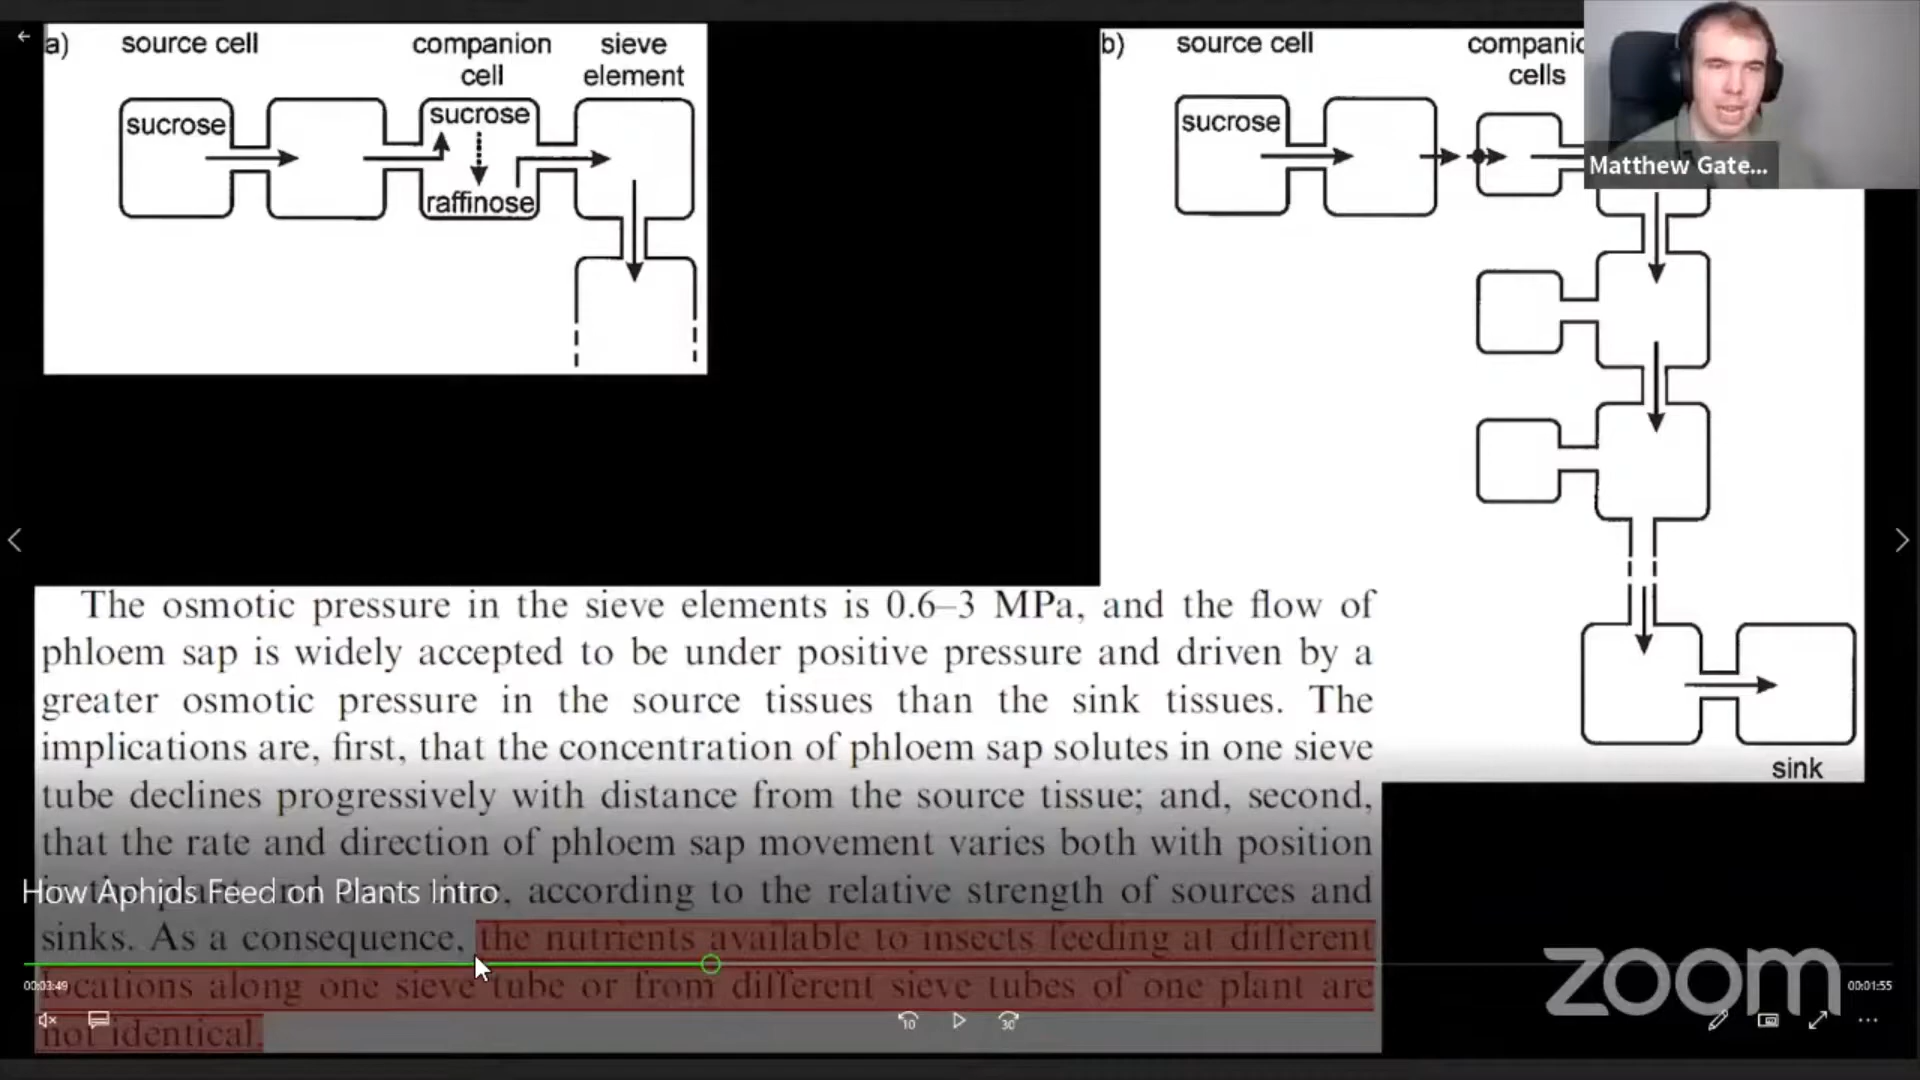 a)
source cell
companion
cell
sieve
element
sucrose
sucrose
raffinose
b)
source cell
companic
cells
sucrose
Matthew Gate...
sink
The osmotic pressure in the sieve elements is 0.6–3 MPa, and the flow of
phloem sap is widely accepted to be under positive pressure and driven by a
greater osmotic pressure in the source tissues than the sink tissues. The
implications are, first, that the concentration of phloem sap solutes in one sieve
tube declines progressively with distance from the source tissue; and, second,
that the rate and direction of phloem sap movement varies both with position
, according to the relative strength of sources and
How Aphids Feed on Plants Intro
sinks. As a consequence, the nutrients available to insects feeding at different
locations along one sieve tube or from different sieve tubes of one plant are
not identical.
00:03:49
00:01:55
10
30
zoom